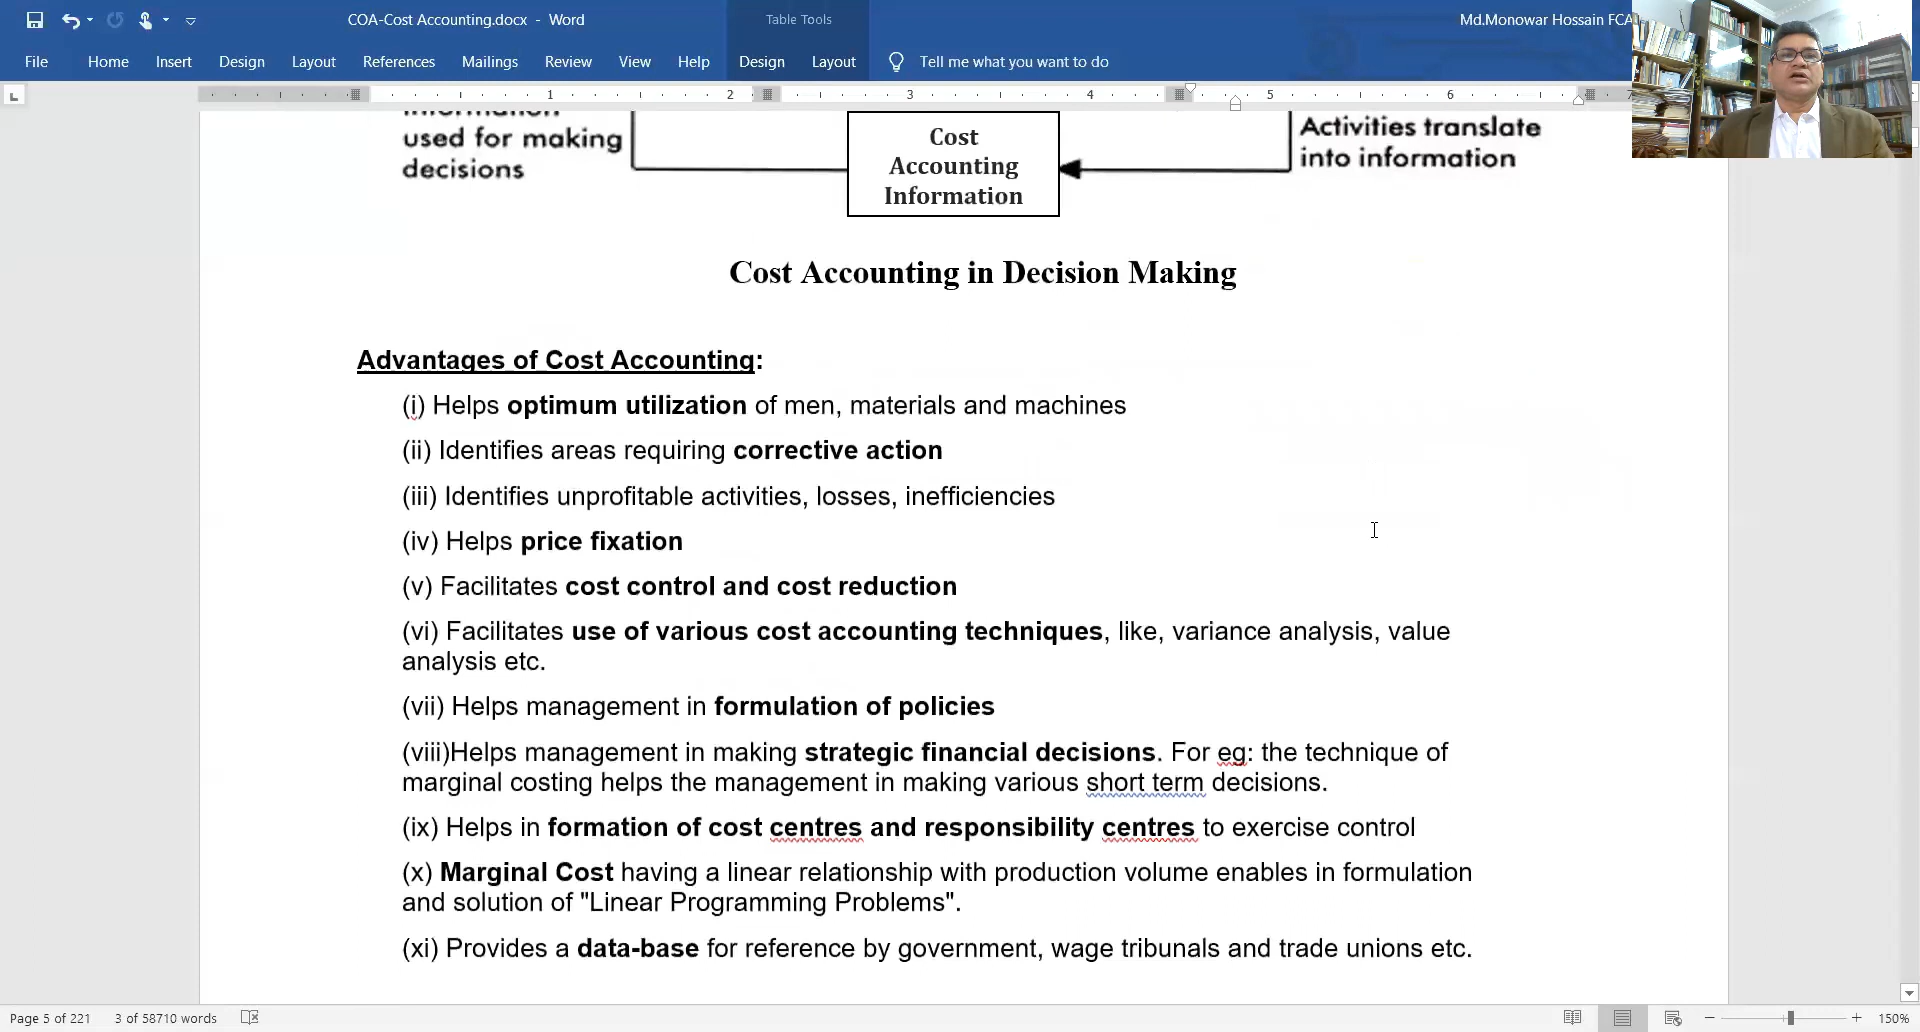 COA-Cost Accounting.docx - Word
Table Tools
Md.Monowar Hossain FCA
File Home Insert Design Layout References Mailings Review View Help Design Layout Tell me what you want to do
1 2 3 4 5 6 7
information
used for making
decisions
Cost
Accounting
Information
Activities translate
into information
Cost Accounting in Decision Making
Advantages of Cost Accounting:
(i) Helps optimum utilization of men, materials and machines
(ii) Identifies areas requiring corrective action
(iii) Identifies unprofitable activities, losses, inefficiencies
(iv) Helps price fixation
(v) Facilitates cost control and cost reduction
(vi) Facilitates use of various cost accounting techniques, like, variance analysis, value
analysis etc.
(vii) Helps management in formulation of policies
(viii)Helps management in making strategic financial decisions. For eg: the technique of
marginal costing helps the management in making various short term decisions.
(ix) Helps in formation of cost centres and responsibility centres to exercise control
(x) Marginal Cost having a linear relationship with production volume enables in formulation
and solution of "Linear Programming Problems".
(xi) Provides a data-base for reference by government, wage tribunals and trade unions etc.
Page 5 of 221 3 of 58710 words 150%